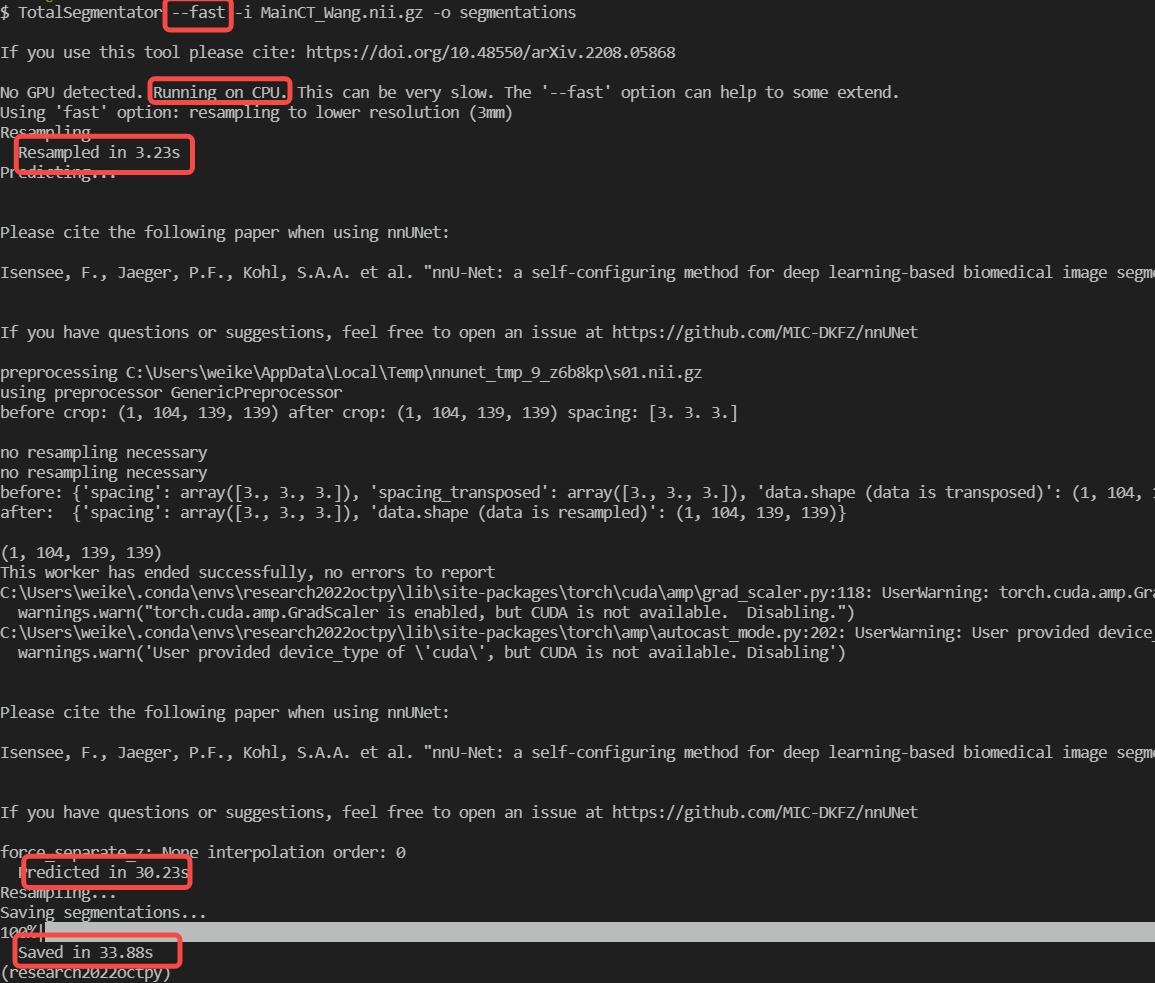 $ TotalSegmentator --fast -i MainCT_Wang.nii.gz -o segmentations
If you use this tool please cite: https://doi.org/10.48550/arXiv.2208.05868
No GPU detected. Running on CPU. This can be very slow. The '--fast' option can help to some extend.
Using 'fast' option: resampling to lower resolution (3mm)
Resampling
Resampled in 3.23s
Predicting...
Please cite the following paper when using nnUNet:
Isensee, F., Jaeger, P.F., Kohl, S.A.A. et al. "nnU-Net: a self-configuring method for deep learning-based biomedical image segm
If you have questions or suggestions, feel free to open an issue at https://github.com/MIC-DKFZ/nnUNet
preprocessing C:\Users\weike\AppData\Local\Temp\nnunet_tmp_9_z6b8kp\s01.nii.gz
using preprocessor GenericPreprocessor
before crop: (1, 104, 139, 139) after crop: (1, 104, 139, 139) spacing: [3. 3. 3.]
no resampling necessary
no resampling necessary
before: {'spacing': array([3., 3., 3.]), 'spacing_transposed': array([3., 3., 3.]), 'data.shape (data is transposed)': (1, 104, 1
after:  {'spacing': array([3., 3., 3.]), 'data.shape (data is resampled)': (1, 104, 139, 139)}
(1, 104, 139, 139)
This worker has ended successfully, no errors to report
C:\Users\weike\.conda\envs\research2022octpy\lib\site-packages\torch\cuda\amp\grad_scaler.py:118: UserWarning: torch.cuda.amp.Gra
warnings.warn("torch.cuda.amp.GradScaler is enabled, but CUDA is not available.  Disabling.")
C:\Users\weike\.conda\envs\research2022octpy\lib\site-packages\torch\amp\autocast_mode.py:202: UserWarning: User provided device_
warnings.warn('User provided device_type of \'cuda\', but CUDA is not available. Disabling')
Please cite the following paper when using nnUNet:
Isensee, F., Jaeger, P.F., Kohl, S.A.A. et al. "nnU-Net: a self-configuring method for deep learning-based biomedical image segm
If you have questions or suggestions, feel free to open an issue at https://github.com/MIC-DKFZ/nnUNet
force_separate_z: None interpolation order: 0
Predicted in 30.23s
Resampling...
Saving segmentations...
100%|
Saved in 33.88s
(research2022octpy)